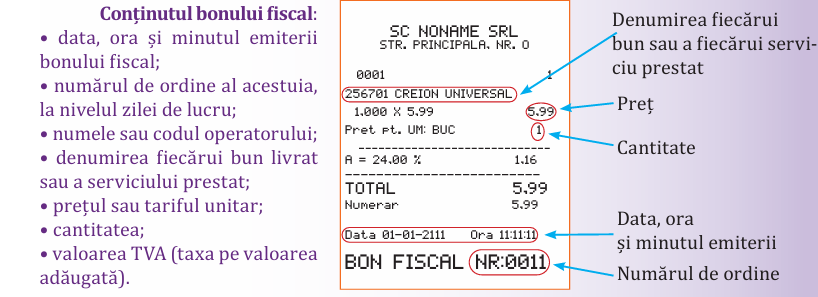 Conținutul bonului fiscal:
• data, ora și minutul emiterii
bonului fiscal;
• numărul de ordine al acestuia,
la nivelul zilei de lucru;
• numele sau codul operatorului;
• denumirea fiecărui bun livrat
sau a serviciului prestat;
• prețul sau tariful unitar;
• cantitatea;
• valoarea TVA (taxa pe valoarea
adăugată).
SC NONAME SRL
STR. PRINCIPALA. NR. 0
0001 1
256701 CREION UNIVERSAL
1.000 X 5.99 5.99
Pret pt. UM: BUC 1
A = 24.00 % 1.16
TOTAL 5.99
Numerar 5.99
Data 01-01-2111 Ora 11:11:11
BON FISCAL NR:0011
Denumirea fiecărui
bun sau a fiecărui servi-
ciu prestat
Preț
Cantitate
Data, ora
și minutul emiterii
Numărul de ordine